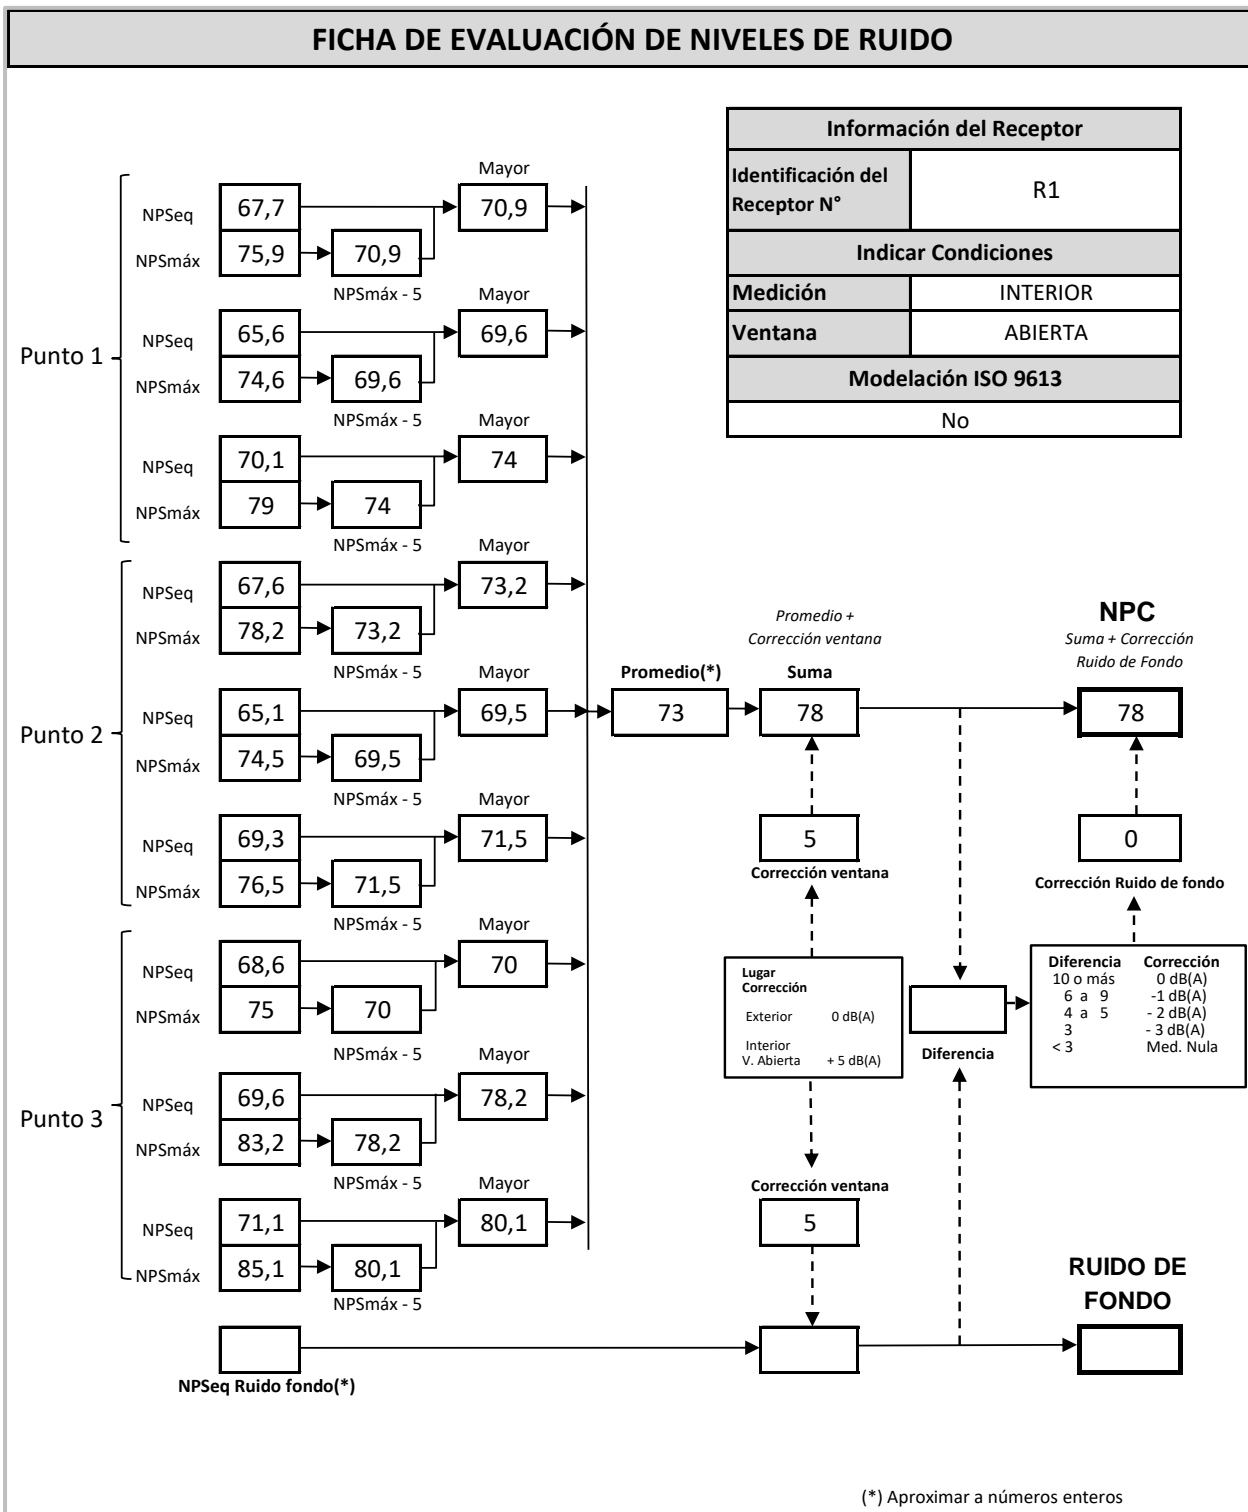 FICHA DE EVALUACIÓN DE NIVELES DE RUIDO
Información del Receptor
Identificación del Receptor N°
R1
Indicar Condiciones
Medición
INTERIOR
Ventana
ABIERTA
Modelación ISO 9613
No
Punto 1
Mayor
NPSeq
67,7
70,9
NPSmáx
75,9
70,9
NPSmáx - 5
Mayor
NPSeq
65,6
69,6
NPSmáx
74,6
69,6
NPSmáx - 5
Mayor
NPSeq
70,1
74
NPSmáx
79
74
NPSmáx - 5
Punto 2
Mayor
NPSeq
67,6
73,2
NPSmáx
78,2
73,2
NPSmáx - 5
Mayor
NPSeq
65,1
69,5
NPSmáx
74,5
69,5
NPSmáx - 5
Mayor
NPSeq
69,3
71,5
NPSmáx
76,5
71,5
NPSmáx - 5
Punto 3
Mayor
NPSeq
68,6
70
NPSmáx
75
70
NPSmáx - 5
Mayor
NPSeq
69,6
78,2
NPSmáx
83,2
78,2
NPSmáx - 5
Mayor
NPSeq
71,1
80,1
NPSmáx
85,1
80,1
NPSmáx - 5
NPSeq Ruido fondo(*)
Promedio(*)
73
Promedio +
Corrección ventana
Suma
78
5
Corrección ventana
Lugar
Corrección
Exterior 0 dB(A)
Interior
V. Abierta + 5 dB(A)
Corrección ventana
5
Diferencia
NPC
Suma + Corrección
Ruido de Fondo
78
0
Corrección Ruido de fondo
Diferencia Corrección
10 o más 0 dB(A)
6 a 9 -1 dB(A)
4 a 5 - 2 dB(A)
3 - 3 dB(A)
< 3 Med. Nula
RUIDO DE
FONDO
(*) Aproximar a números enteros